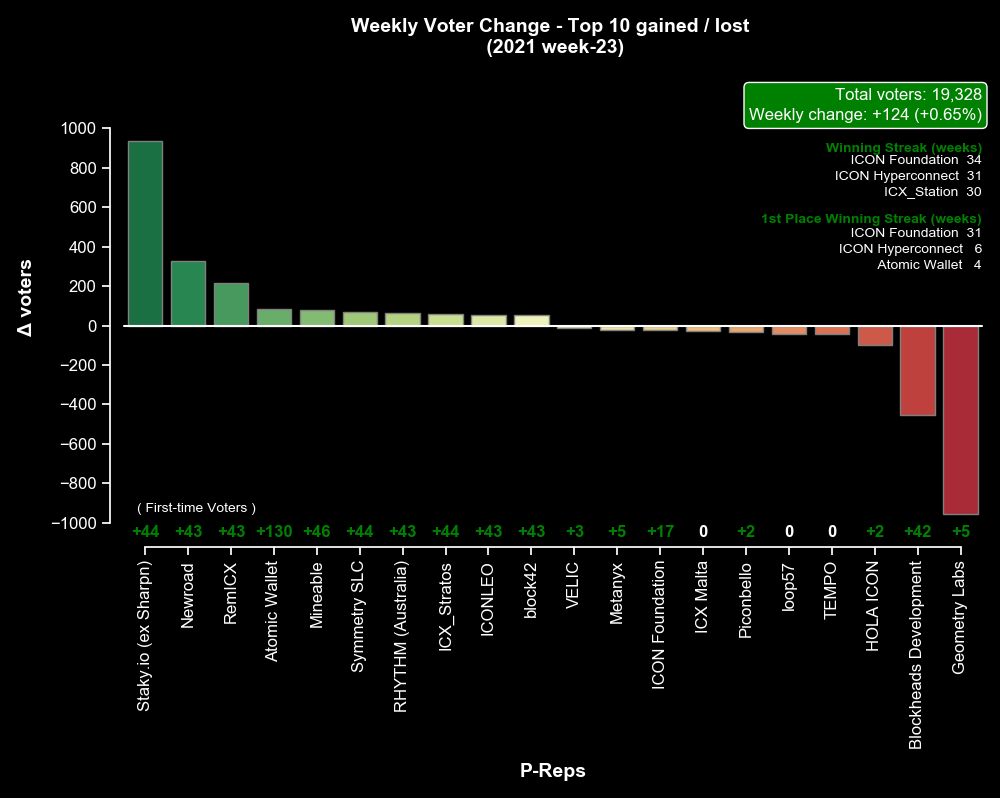 Weekly Voter Change - Top 10 gained / lost
(2021 week-23)
Total voters: 19,328
Weekly change: +124 (+0.65%)
Winning Streak (weeks)
ICON Foundation 34
ICON Hyperconnect 31
ICX_Station 30
1st Place Winning Streak (weeks)
ICON Foundation 31
ICON Hyperconnect 6
Atomic Wallet 4
Δ voters
1000
800
600
400
200
0
−200
−400
−600
−800
−1000
( First-time Voters )
+44 +43 +43 +130 +46 +44 +43 +44 +43 +43 +3 +5 +17 0 +2 0 0 +2 +42 +5
Staky.io (ex Sharpn)
Newroad
RemICX
Atomic Wallet
Mineable
Symmetry SLC
RHYTHM (Australia)
ICX_Stratos
ICONLEO
block42
VELIC
Metanyx
ICON Foundation
ICX Malta
Piconbello
loop57
TEMPO
HOLA ICON
Blockheads Development
Geometry Labs
P-Reps